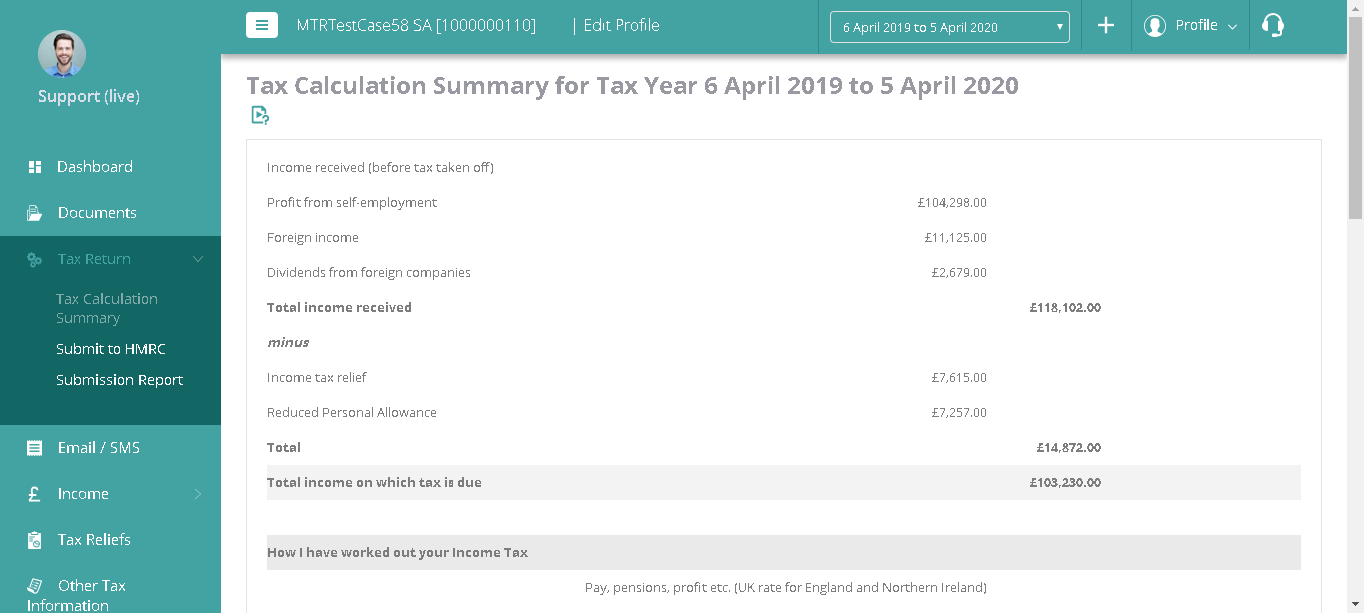 MTRTestCase58 SA [1000000110] | Edit Profile
6 April 2019 to 5 April 2020
Profile
Support (live)
Dashboard
Documents
Tax Return
Tax Calculation
Summary
Submit to HMRC
Submission Report
Email / SMS
Income
Tax Reliefs
Other Tax
Information
Tax Calculation Summary for Tax Year 6 April 2019 to 5 April 2020
Income received (before tax taken off)
Profit from self-employment £104,298.00
Foreign income £11,125.00
Dividends from foreign companies £2,679.00
Total income received £118,102.00
minus
Income tax relief £7,615.00
Reduced Personal Allowance £7,257.00
Total £14,872.00
Total income on which tax is due £103,230.00
How I have worked out your Income Tax
Pay, pensions, profit etc. (UK rate for England and Northern Ireland)